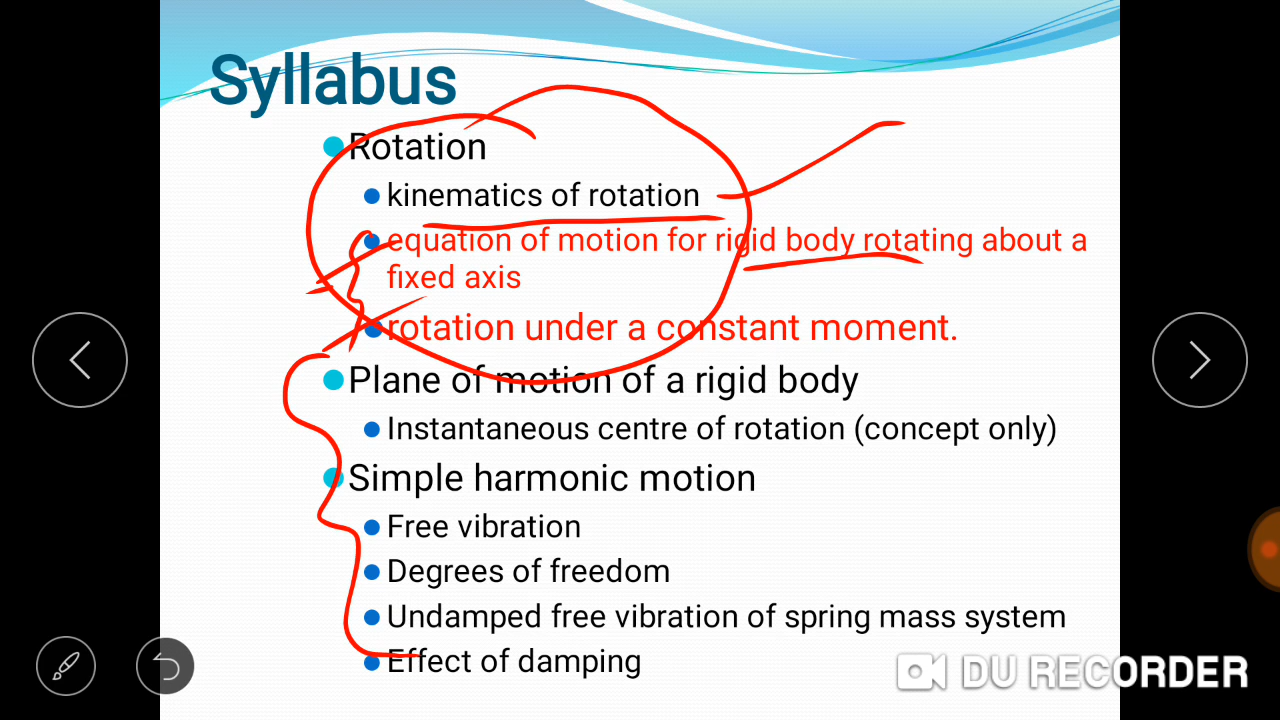 Syllabus
Rotation
kinematics of rotation
equation of motion for rigid body rotating about a
fixed axis
rotation under a constant moment.
Plane of motion of a rigid body
Instantaneous centre of rotation (concept only)
Simple harmonic motion
Free vibration
Degrees of freedom
Undamped free vibration of spring mass system
Effect of damping
DU RECORDER